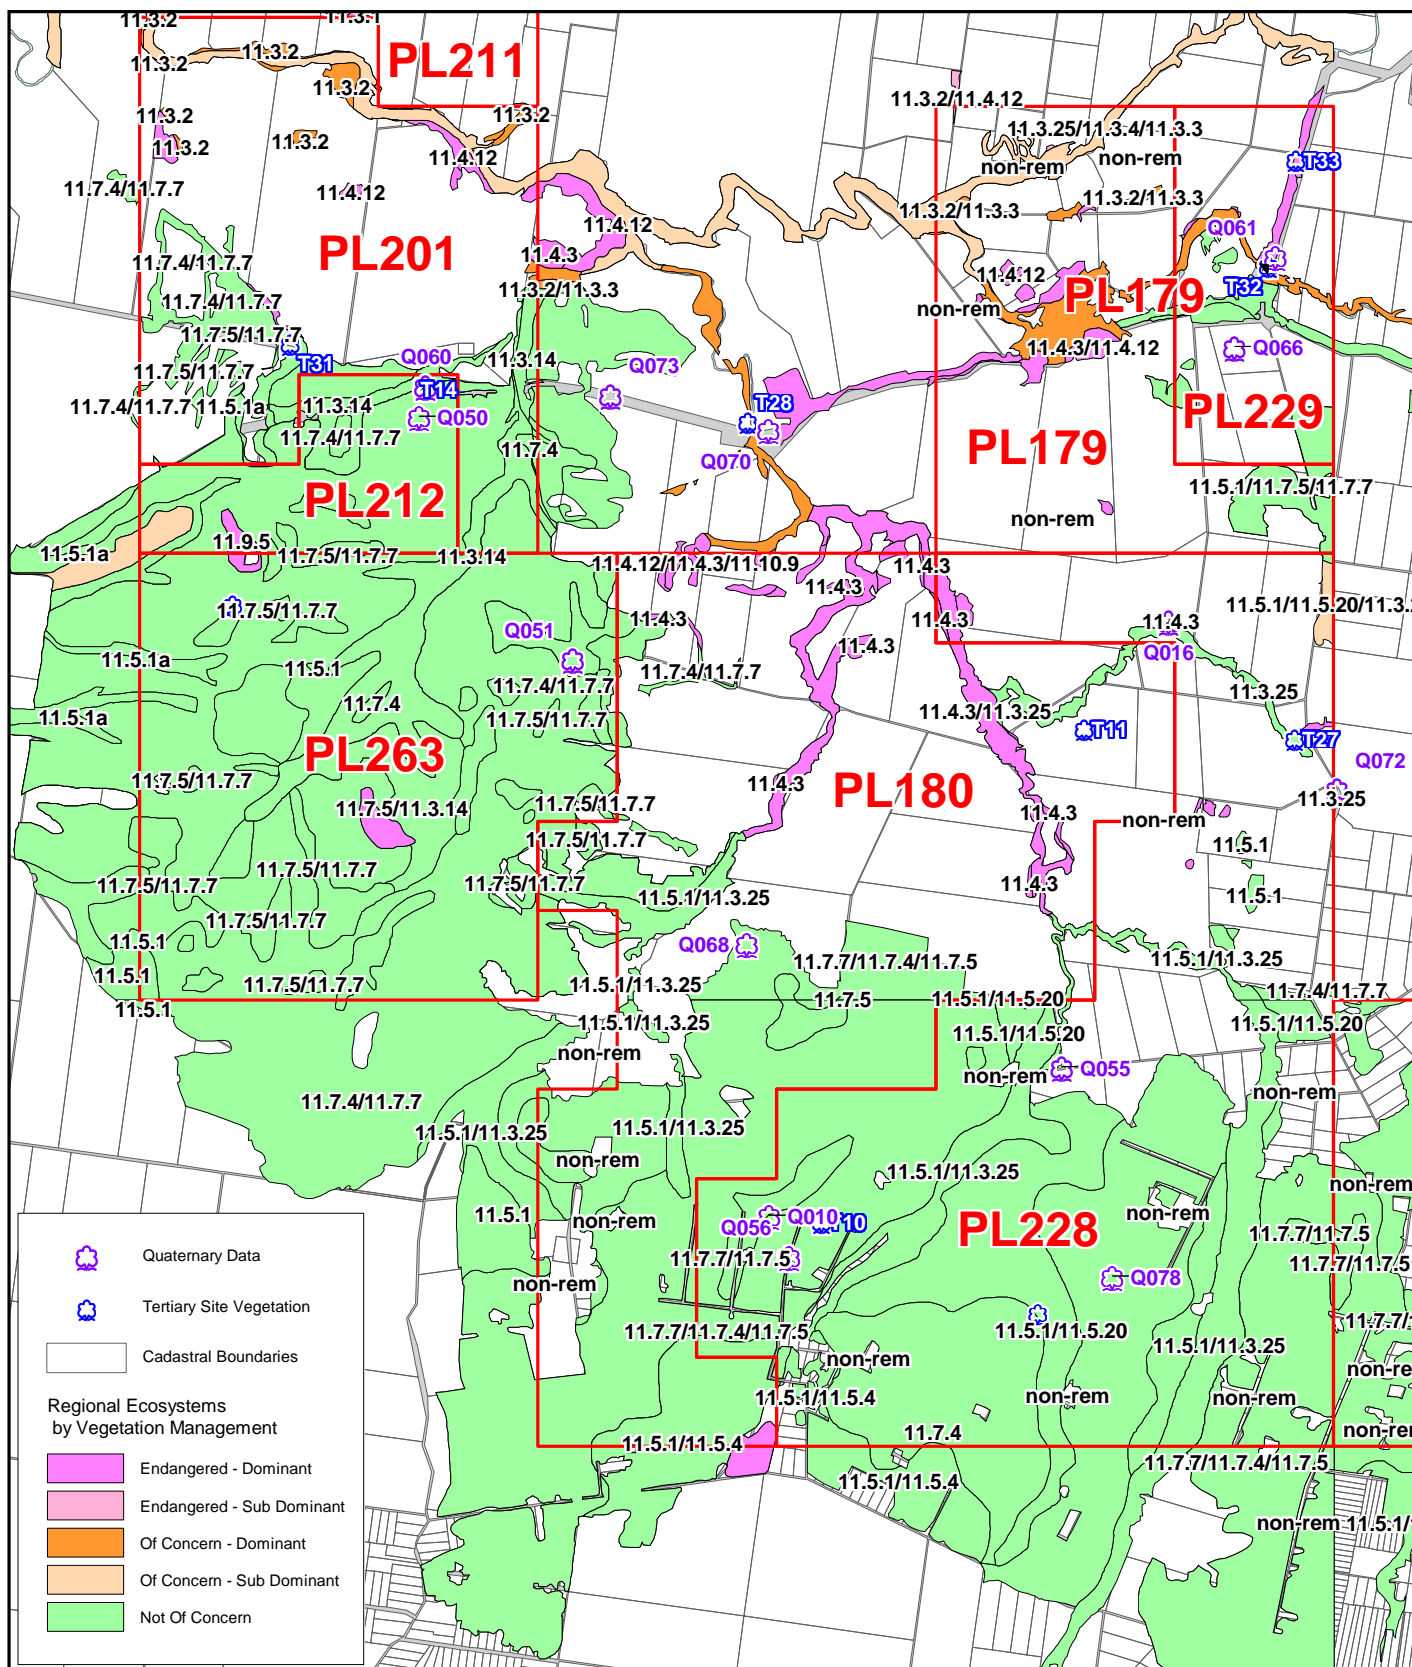 11.3.2
11.3.1
11.3.2
11.3.2
PL211
11.3.2
11.3.2/11.4.12
11.3.2
11.3.2
11.3.2
11.3.2
11.3.25/11.3.4/11.3.3
non-rem
11.4.12
non-rem
T33
11.7.4/11.7.7
11.4.12
11.3.2/11.3.3
11.3.2/11.3.3
11.4.12
Q061
PL201
11.4.3
11.7.4/11.7.7
11.4.12
T32
11.3.2/11.3.3
PL179
11.7.4/11.7.7
non-rem
11.7.5/11.7.7
11.4.3/11.4.12
Q066
T31
Q060
11.3.14
Q073
11.7.5/11.7.7
T14
11.7.4/11.7.7
11.5.1a
11.3.14
Q050
T28
PL229
11.7.4/11.7.7
11.7.4
PL179
Q070
PL212
11.5.1/11.7.5/11.7.7
non-rem
11.9.5
11.5.1a
11.7.5/11.7.7
11.3.14
11.4.12/11.4.3/11.10.9
11.4.3
11.4.3
11.7.5/11.7.7
11.4.3
11.4.3
11.4.3
11.5.1/11.5.20/11.3.2
Q051
11.4.3
Q016
11.5.1a
11.5.1
11.7.4/11.7.7
11.7.4/11.7.7
11.3.25
11.7.4
11.5.1a
11.7.5/11.7.7
11.4.3/11.3.25
T11
T27
PL263
Q072
11.7.5/11.7.7
11.4.3
PL180
11.3.25
11.7.5/11.3.14
11.7.5/11.7.7
11.4.3
non-rem
11.7.5/11.7.7
11.5.1
11.7.5/11.7.7
11.7.5/11.7.7
11.7.5/11.7.7
11.4.3
11.5.1/11.3.25
11.5.1
11.7.5/11.7.7
11.5.1
Q068
11.5.1
11.7.7/11.7.4/11.7.5
11.5.1/11.3.25
11.7.5/11.7.7
11.5.1/11.3.25
11.7.4/11.7.7
11.5.1
11.7.5
11.5.1/11.5.20
11.5.1/11.3.25
11.5.1/11.5.20
11.5.1/11.5.20
non-rem
non-rem
Q055
non-rem
11.7.4/11.7.7
11.5.1/11.3.25
11.5.1/11.3.25
non-rem
11.5.1/11.3.25
non-rem
11.5.1
non-rem
Q056
Q010
T10
PL228
non-rem
11.7.7/11.7.5
11.7.7/11.7.5
11.7.7/11.7.5
non-rem
Q078
11.7.7/11.7.4/11.7.5
11.5.1/11.5.20
11.7.7/1
11.5.1/11.3.25
non-rem
non-re
11.5.1/11.5.4
non-rem
non-rem
11.5.1/11.5.4
11.7.4
non-rem
11.7.7/11.7.4/11.7.5
11.5.1/11.5.4
non-rem
11.5.1/1
Quaternary Data
Tertiary Site Vegetation
Cadastral Boundaries
Regional Ecosystems
by Vegetation Management
Endangered - Dominant
Endangered - Sub Dominant
Of Concern - Dominant
Of Concern - Sub Dominant
Not Of Concern